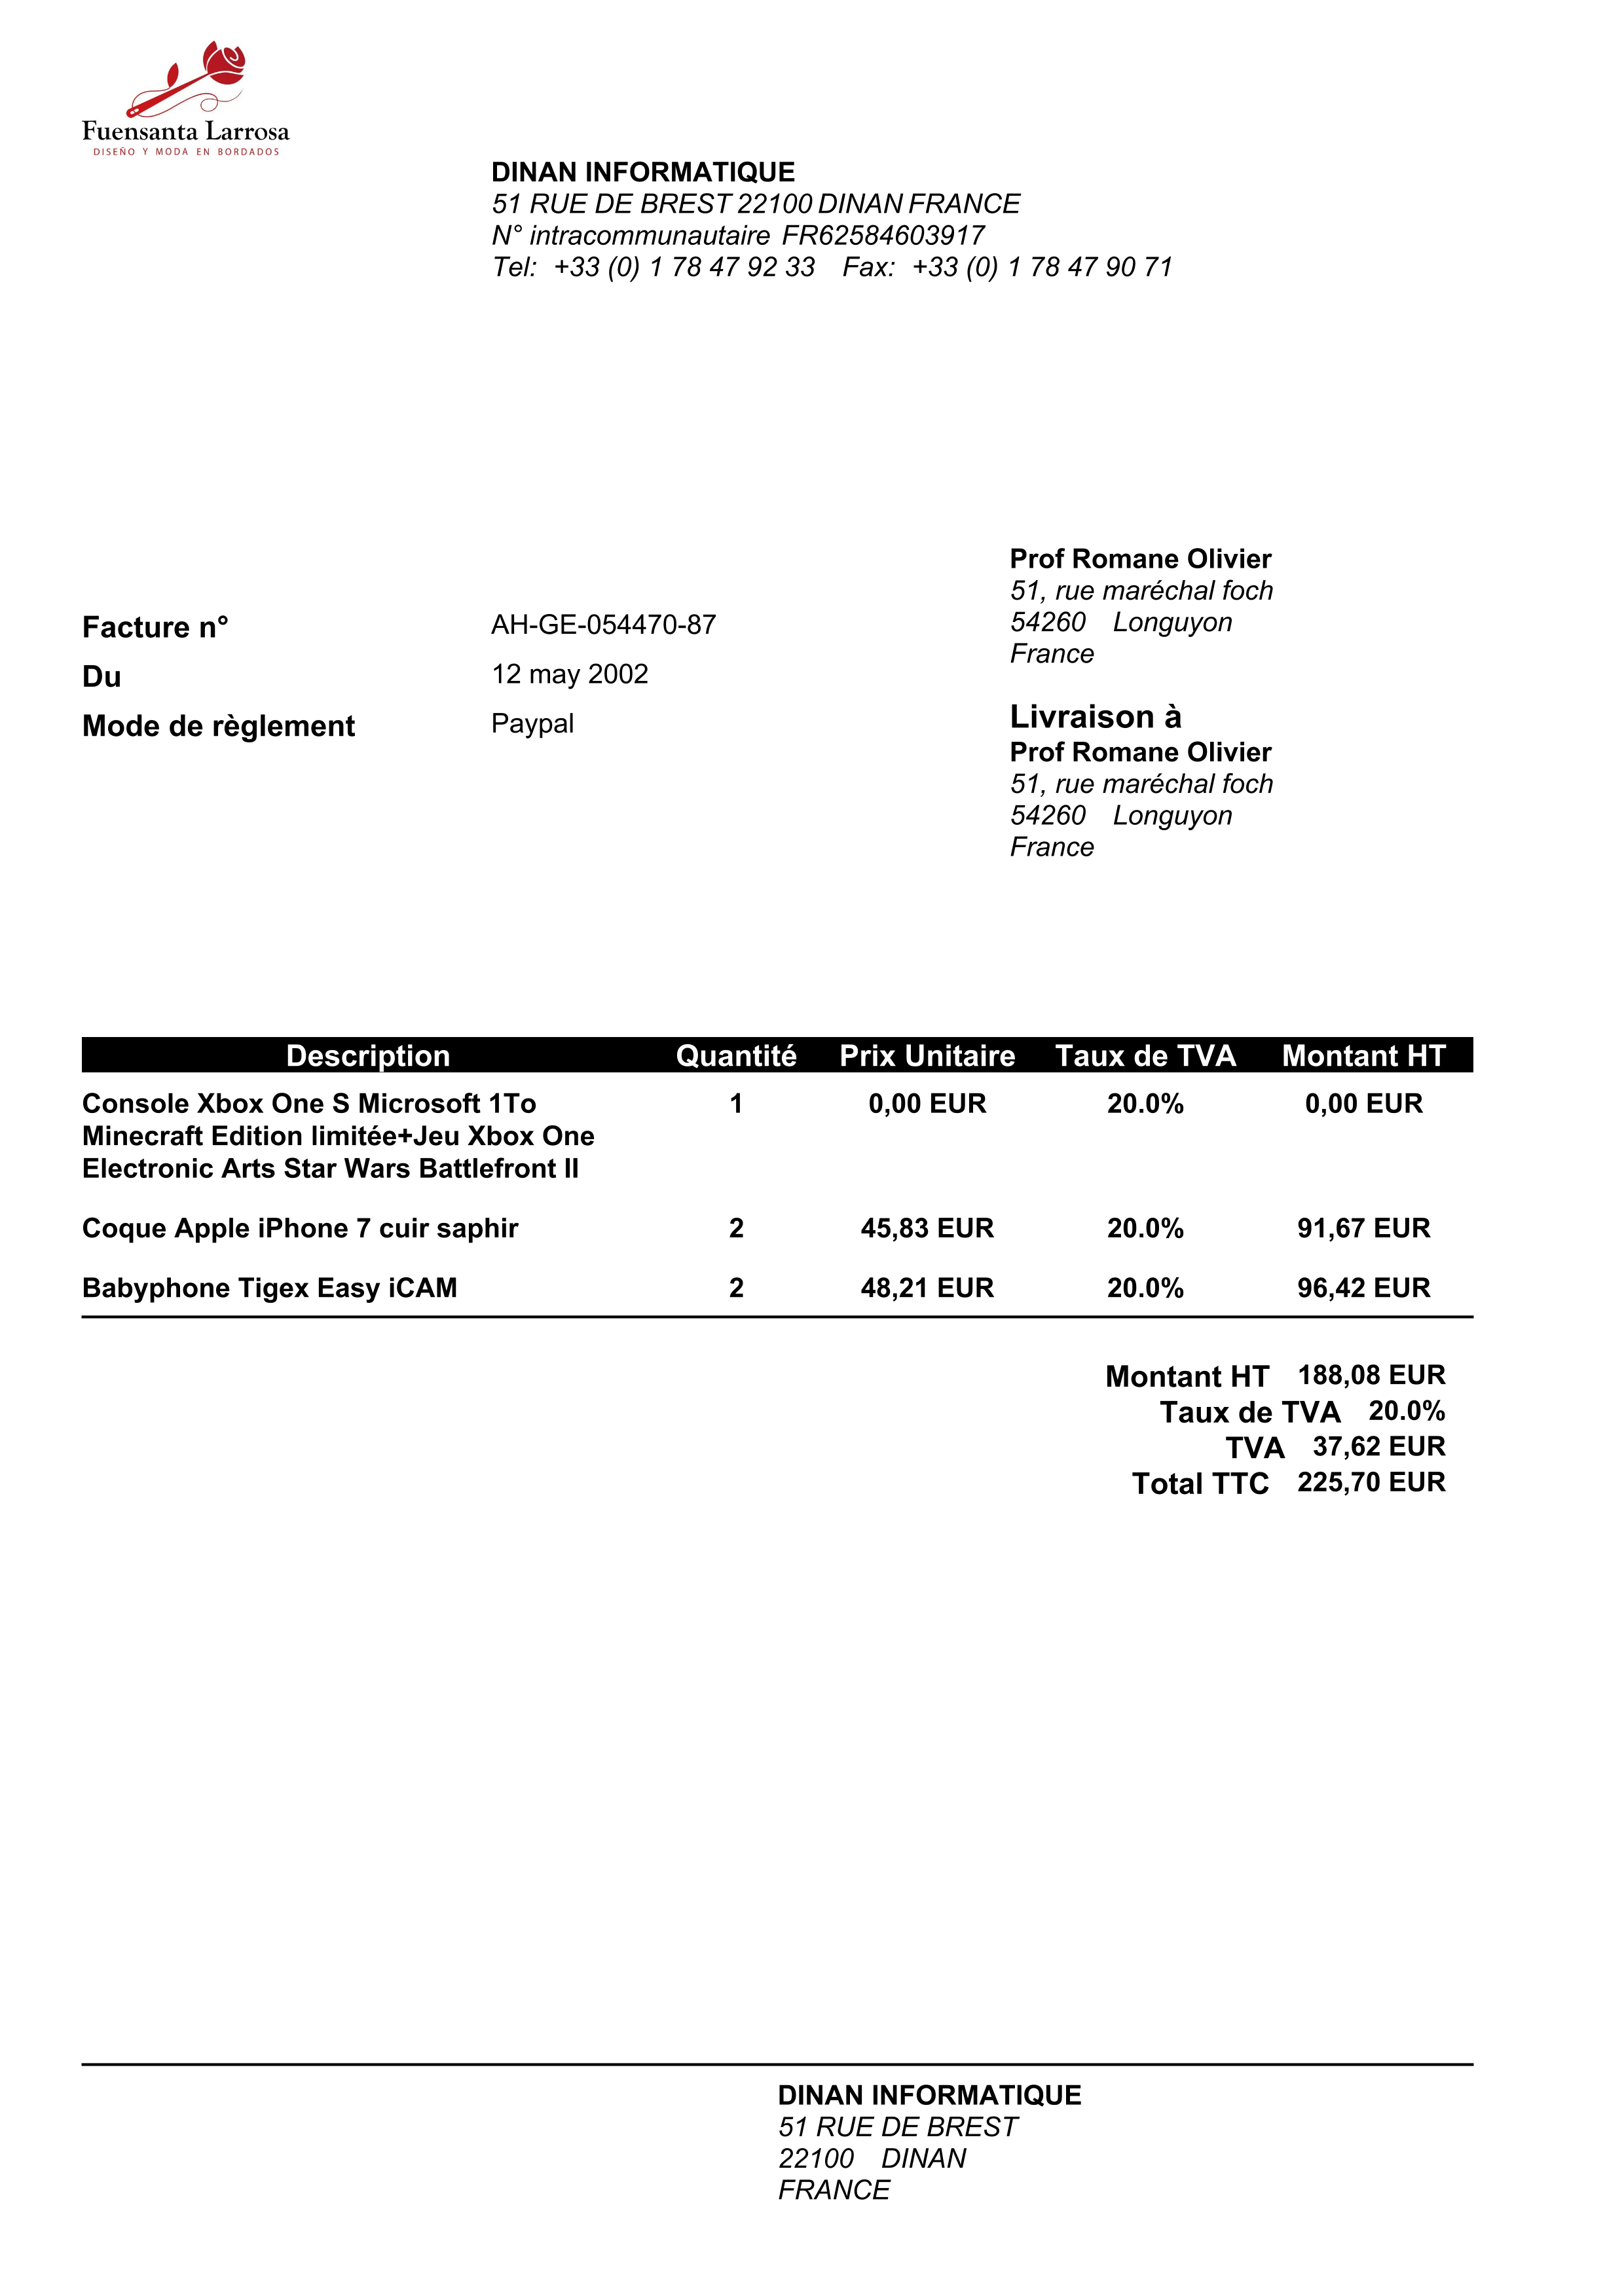 Fuensanta Larrosa
DISEÑO Y MODA EN BORDADOS
DINAN INFORMATIQUE
51 RUE DE BREST 22100 DINAN FRANCE
N° intracommunautaire FR62584603917
Tel: +33 (0) 1 78 47 92 33 Fax: +33 (0) 1 78 47 90 71
Prof Romane Olivier
51, rue maréchal foch
54260 Longuyon
France
Facture n° AH-GE-054470-87
Du 12 may 2002
Mode de règlement Paypal
Livraison à
Prof Romane Olivier
51, rue maréchal foch
54260 Longuyon
France
Description Quantité Prix Unitaire Taux de TVA Montant HT
Console Xbox One S Microsoft 1To 1 0,00 EUR 20.0% 0,00 EUR
Minecraft Edition limitée+Jeu Xbox One
Electronic Arts Star Wars Battlefront II
Coque Apple iPhone 7 cuir saphir 2 45,83 EUR 20.0% 91,67 EUR
Babyphone Tigex Easy iCAM 2 48,21 EUR 20.0% 96,42 EUR
Montant HT 188,08 EUR
Taux de TVA 20.0%
TVA 37,62 EUR
Total TTC 225,70 EUR
DINAN INFORMATIQUE
51 RUE DE BREST
22100 DINAN
FRANCE